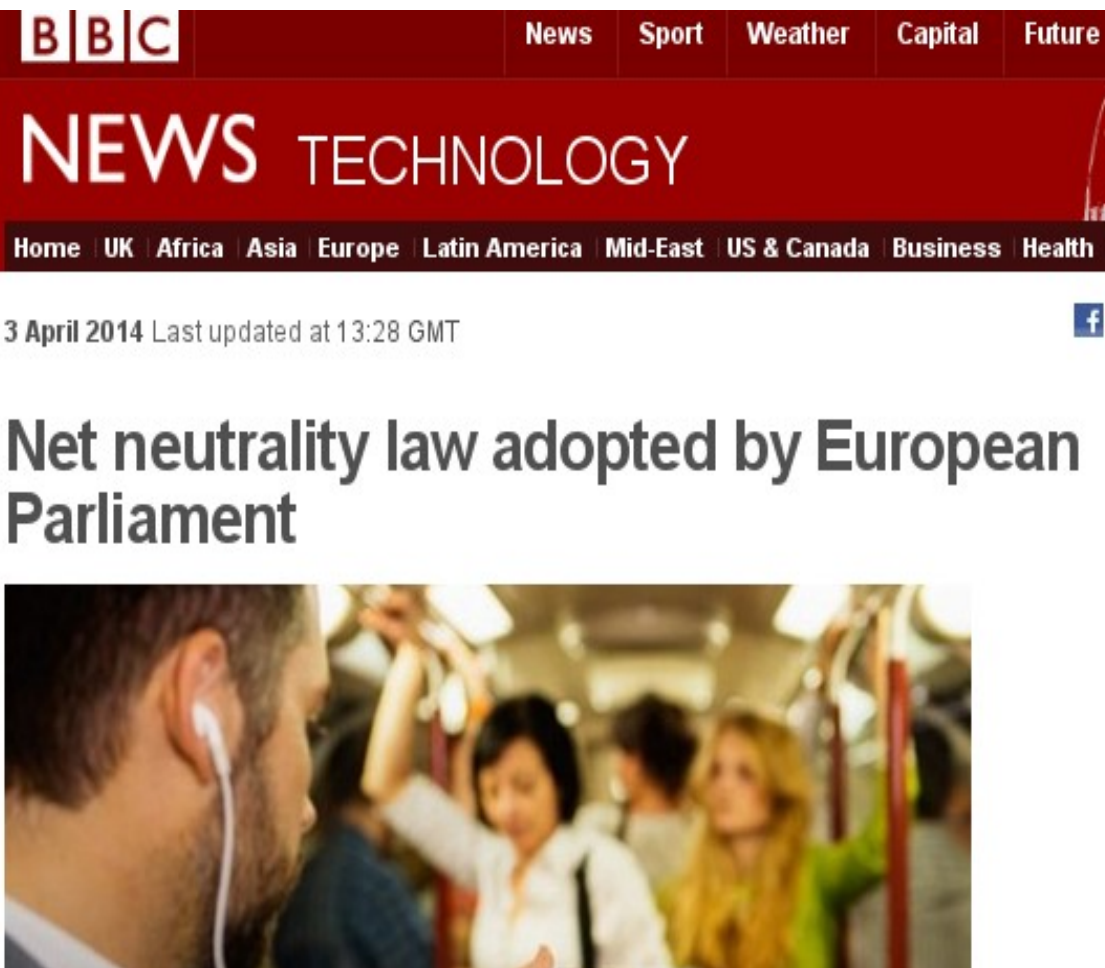 BBC News Sport Weather Capital Future
NEWS TECHNOLOGY
Home UK Africa Asia Europe Latin America Mid-East US & Canada Business Health
3 April 2014 Last updated at 13:28 GMT f
Net neutrality law adopted by European
Parliament